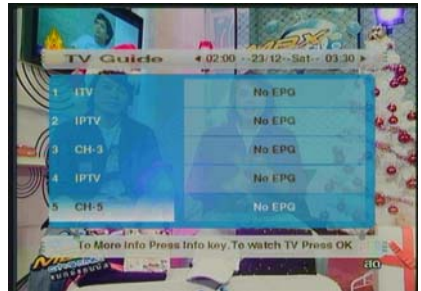 TV Guide
02:00 --23/12--Sat-- 03:30
1 ITV No EPG
2 IPTV No EPG
3 CH-3 No EPG
4 IPTV No EPG
5 CH-5 No EPG
To More Info Press Info key,To watch TV Press OK
สด